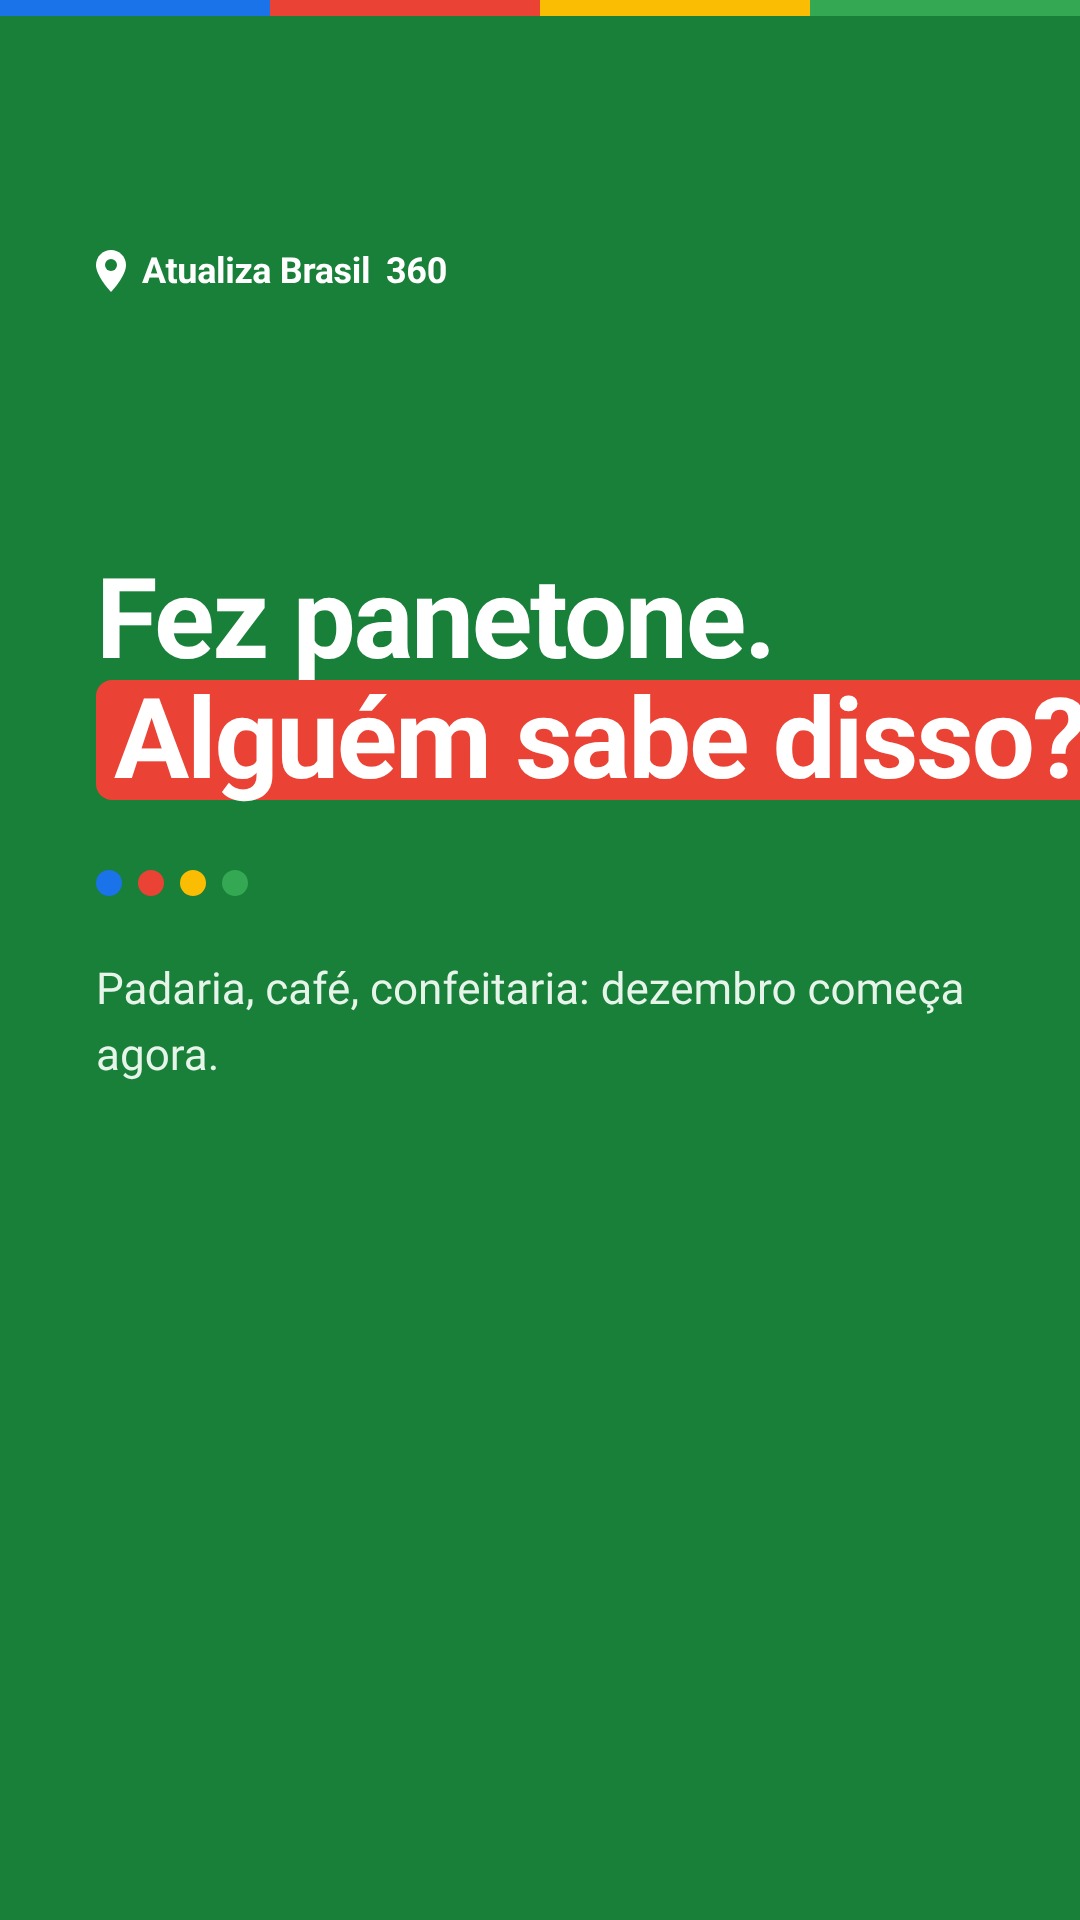 Atualiza Brasil 360
Fez panetone.
Alguém sabe disso?
Padaria, café, confeitaria: dezembro começa
agora.